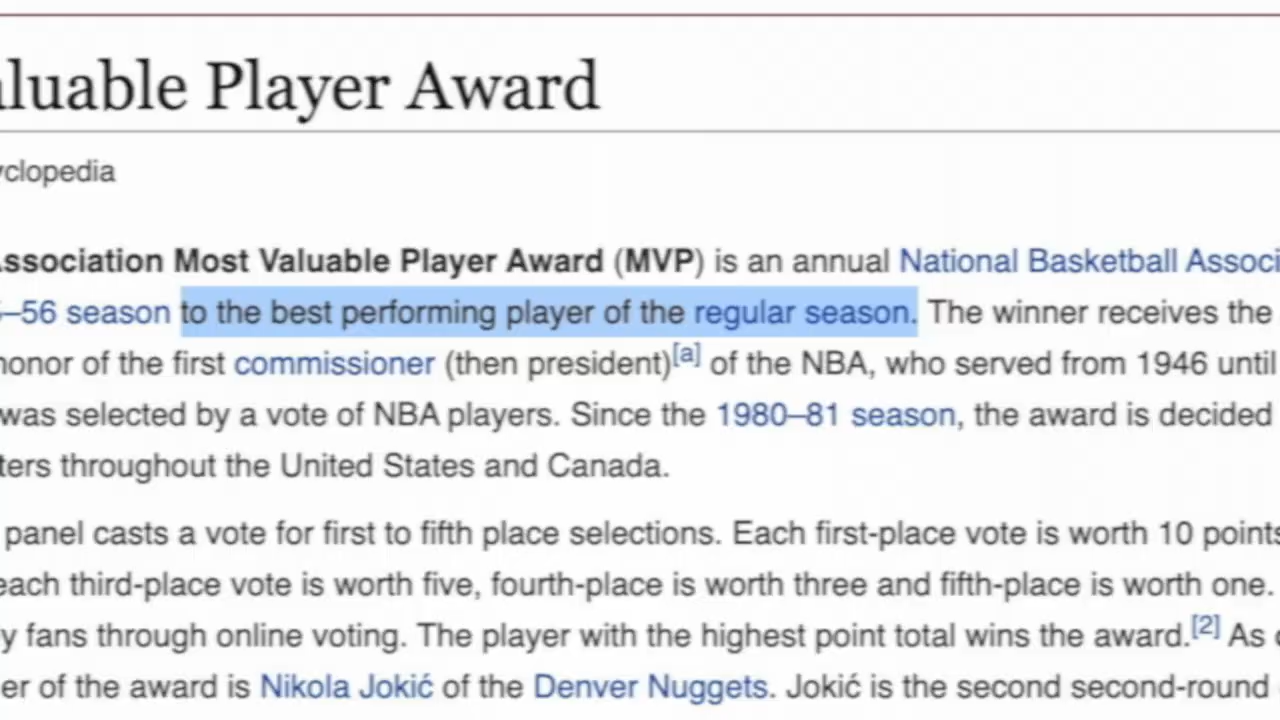 aluable Player Award
yclopedia
Association Most Valuable Player Award (MVP) is an annual National Basketball Associ
–56 season to the best performing player of the regular season. The winner receives the
honor of the first commissioner (then president)[a] of the NBA, who served from 1946 until
was selected by a vote of NBA players. Since the 1980–81 season, the award is decided
ters throughout the United States and Canada.
panel casts a vote for first to fifth place selections. Each first-place vote is worth 10 points
each third-place vote is worth five, fourth-place is worth three and fifth-place is worth one.
y fans through online voting. The player with the highest point total wins the award.[2] As
er of the award is Nikola Jokić of the Denver Nuggets. Jokić is the second second-round